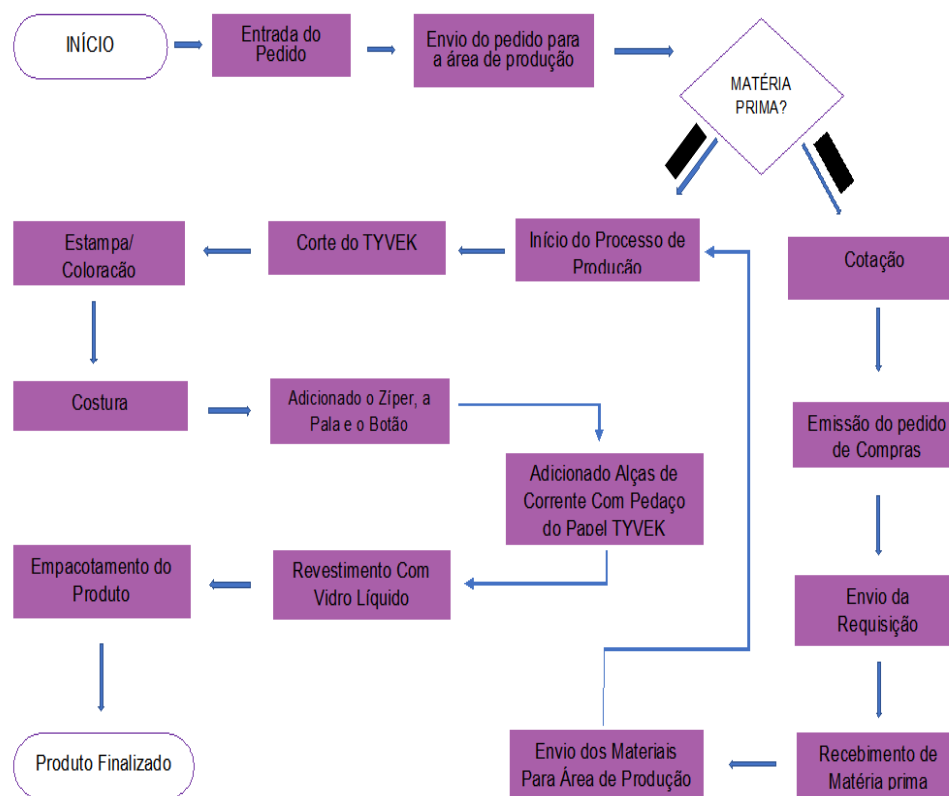 INÍCIO
Entrada do
Pedido
Envio do pedido para
a área de produção
MATÉRIA
PRIMA?
Estampa/
Coloração
Corte do TYVEK
Início do Processo de
Produção
Cotação
Costura
Adicionado o Zíper, a
Pala e o Botão
Emissão do pedido
de Compras
Adicionado Alças de
Corrente Com Pedaço
do Papel TYVEK
Empacotamento do
Produto
Revestimento Com
Vidro Líquido
Envio da
Requisição
Produto Finalizado
Envio dos Materiais
Para Área de Produção
Recebimento de
Matéria prima